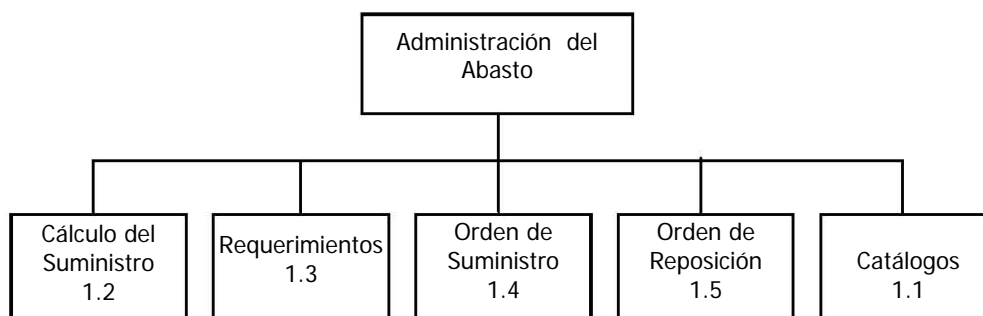 Administración del
Abasto
Cálculo del
Suministro
1.2
Requerimientos
1.3
Orden de
Suministro
1.4
Orden de
Reposición
1.5
Catálogos
1.1